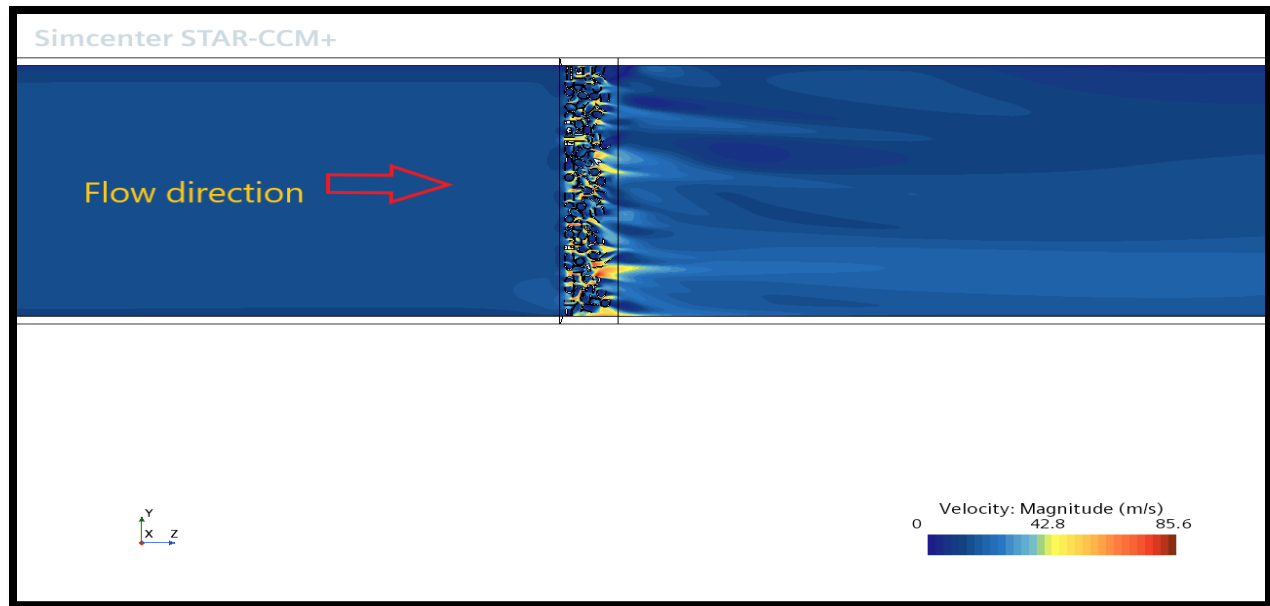 Simcenter STAR-CCM+
Flow direction
Y
X Z
Velocity: Magnitude (m/s)
0 42.8 85.6